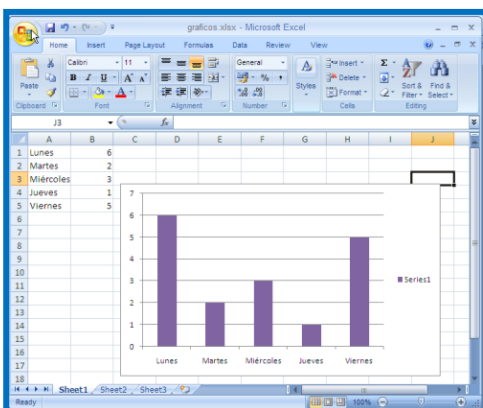 graficos.xlsx - Microsoft Excel
Home Insert Page Layout Formulas Data Review View
Calibri 11 General Insert
Paste B I U A A % , Styles Delete Sort & Find &
Format Filter Select
Clipboard Font Alignment Number Cells Editing
J3 fx
A B C D E F G H I J
1 Lunes 6
2 Martes 2
3 Miércoles 3
4 Jueves 1
5 Viernes 5
6
7
8
9
10
11
12
13
14
15
16
17
18
7
6
5
4
3
2
1
0
Series1
Lunes Martes Miércoles Jueves Viernes
Sheet1 Sheet2 Sheet3
Ready 100%